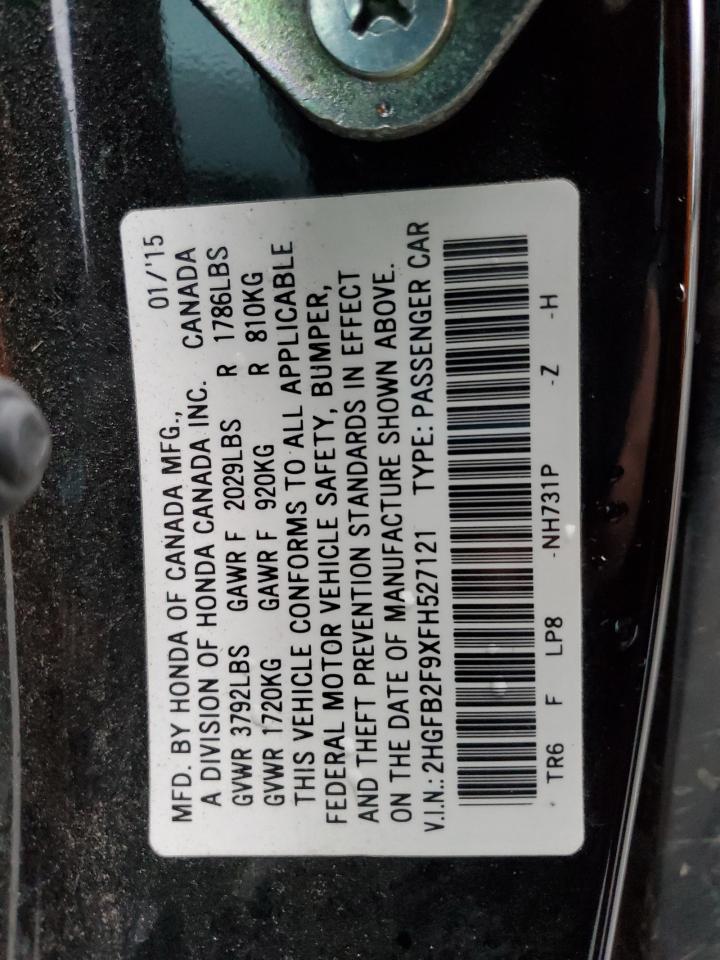 MFD. BY HONDA OF CANADA MFG., 01/'15
A DIVISION OF HONDA CANADA INC. CANADA
GVWR 3792LBS GAWR F 2029LBS R 1786LBS
GVWR 1720KG GAWR F 920KG R 810KG
THIS VEHICLE CONFORMS TO ALL APPLICABLE
FEDERAL MOTOR VEHICLE SAFETY, BUMPER,
AND THEFT PREVENTION STANDARDS IN EFFECT
ON THE DATE OF MANUFACTURE SHOWN ABOVE.
V.I.N.: 2HGFB2F9XFH527121 TYPE: PASSENGER CAR
TR6 F LP8 -NH731P -Z -H